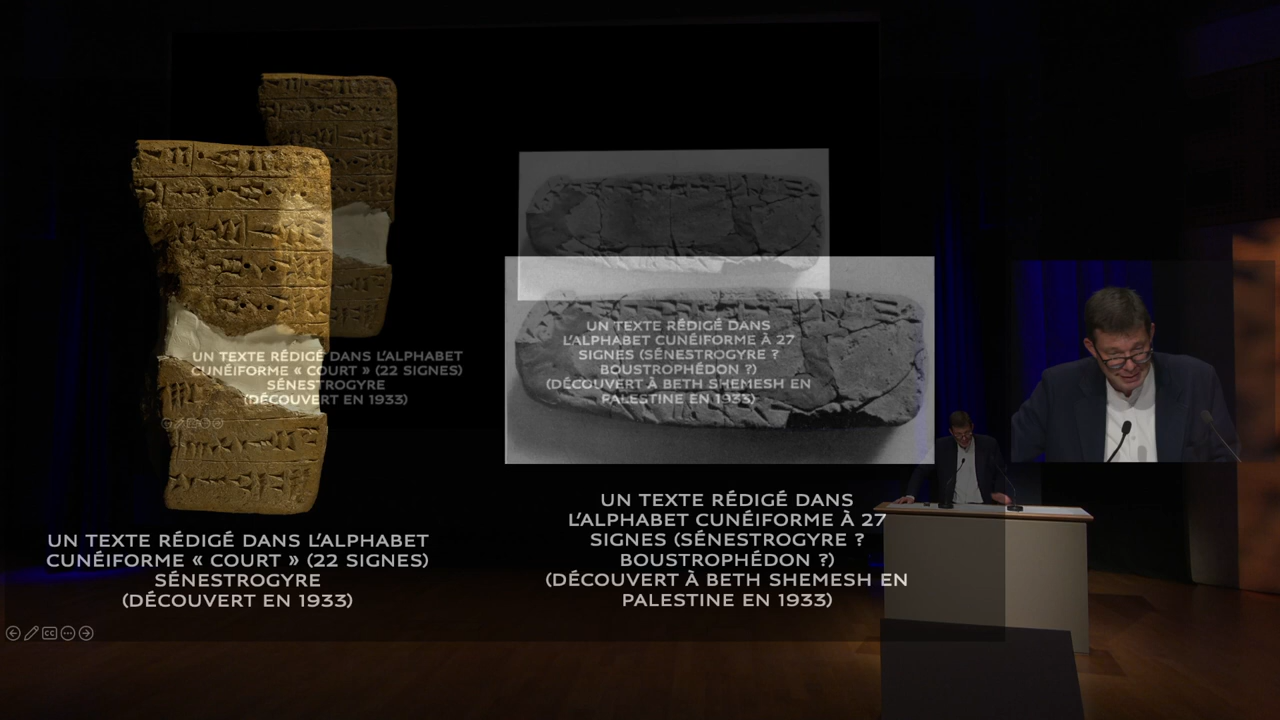 UN TEXTE RÉDIGÉ DANS L'ALPHABET
CUNÉIFORME « COURT » (22 SIGNES)
SÉNESTROGYRE
(DÉCOUVERT EN 1933)
UN TEXTE RÉDIGÉ DANS
L'ALPHABET CUNÉIFORME À 27
SIGNES (SÉNESTROGYRE ?
BOUSTROPHÉDON ?)
(DÉCOUVERT À BETH SHEMESH EN
PALESTINE EN 1933)
UN TEXTE RÉDIGÉ DANS L'ALPHABET
CUNÉIFORME « COURT » (22 SIGNES)
SÉNESTROGYRE
(DÉCOUVERT EN 1933)
UN TEXTE RÉDIGÉ DANS
L'ALPHABET CUNÉIFORME À 27
SIGNES (SÉNESTROGYRE ?
BOUSTROPHÉDON ?)
(DÉCOUVERT À BETH SHEMESH EN
PALESTINE EN 1933)
CC